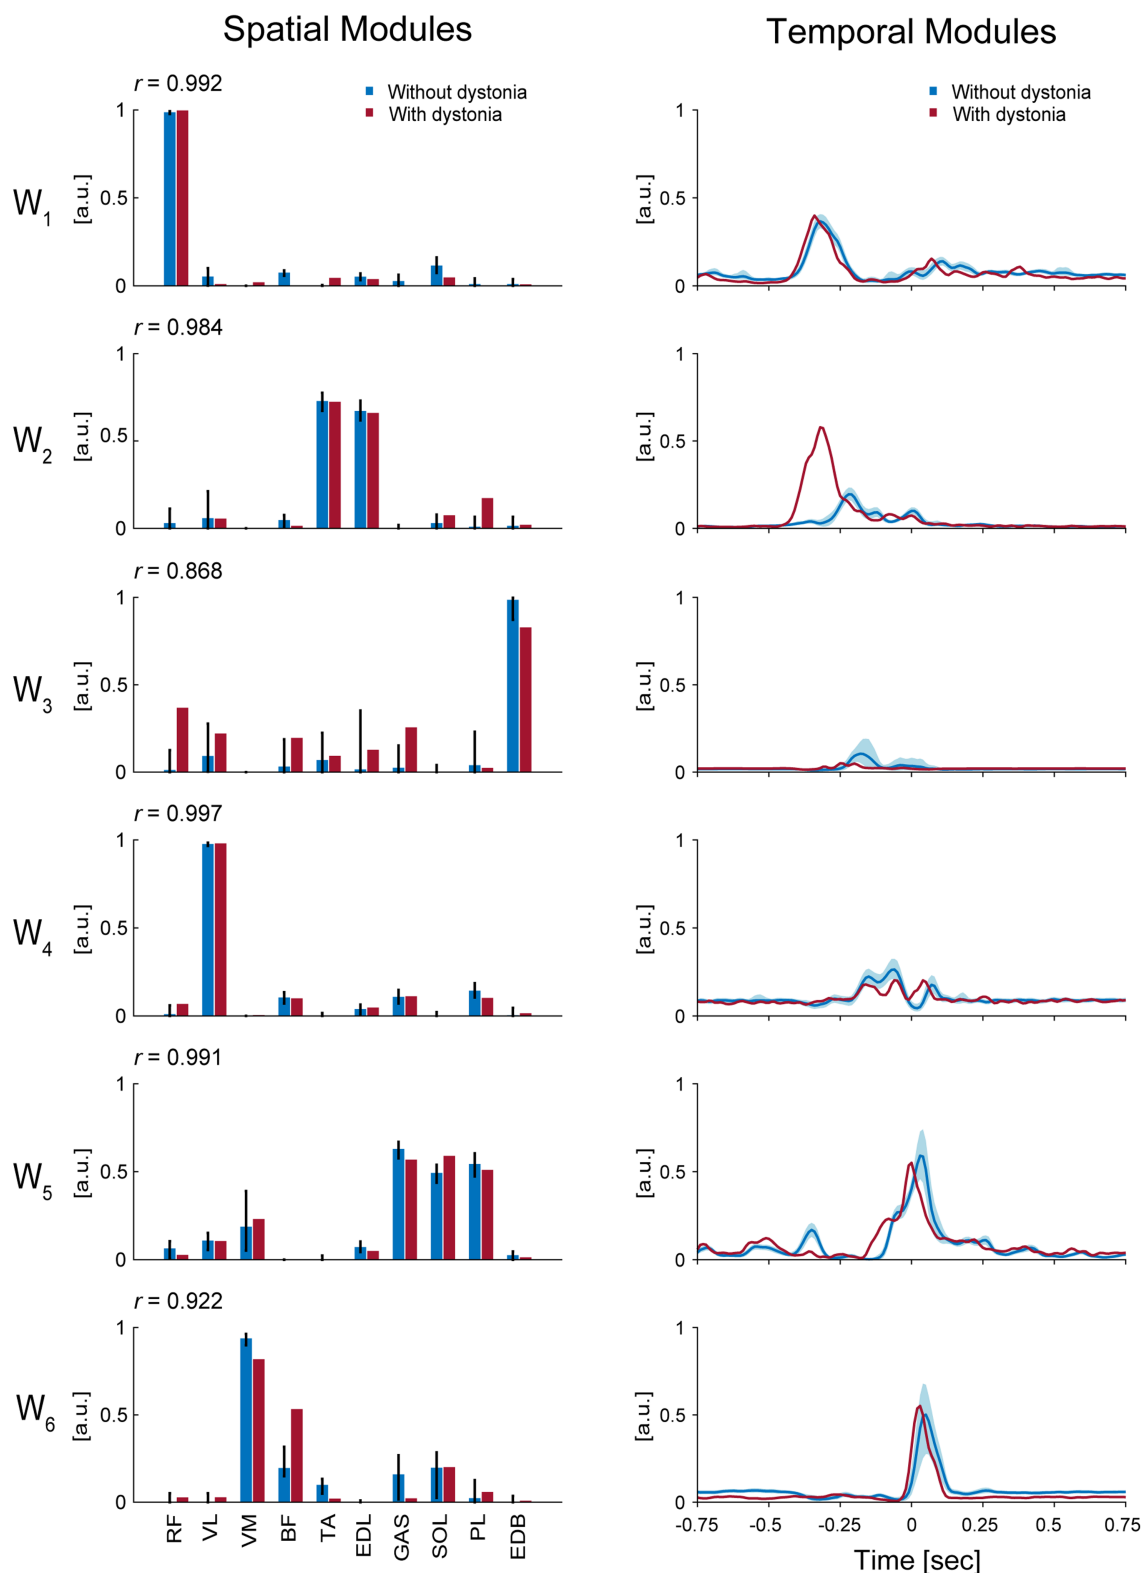 Spatial Modules
Temporal Modules
r = 0.992
Without dystonia
With dystonia
Without dystonia
With dystonia
W1
[a.u.]
1
0.5
0
[a.u.]
1
0.5
0
-0.75
-0.5
-0.25
0
0.25
0.5
0.75
r = 0.984
W2
[a.u.]
1
0.5
0
[a.u.]
1
0.5
0
r = 0.868
W3
[a.u.]
1
0.5
0
[a.u.]
1
0.5
0
r = 0.997
W4
[a.u.]
1
0.5
0
[a.u.]
1
0.5
0
r = 0.991
W5
[a.u.]
1
0.5
0
[a.u.]
1
0.5
0
r = 0.922
W6
[a.u.]
1
0.5
0
[a.u.]
1
0.5
0
RF
VL
VM
BF
TA
EDL
GAS
SOL
PL
EDB
Time [sec]